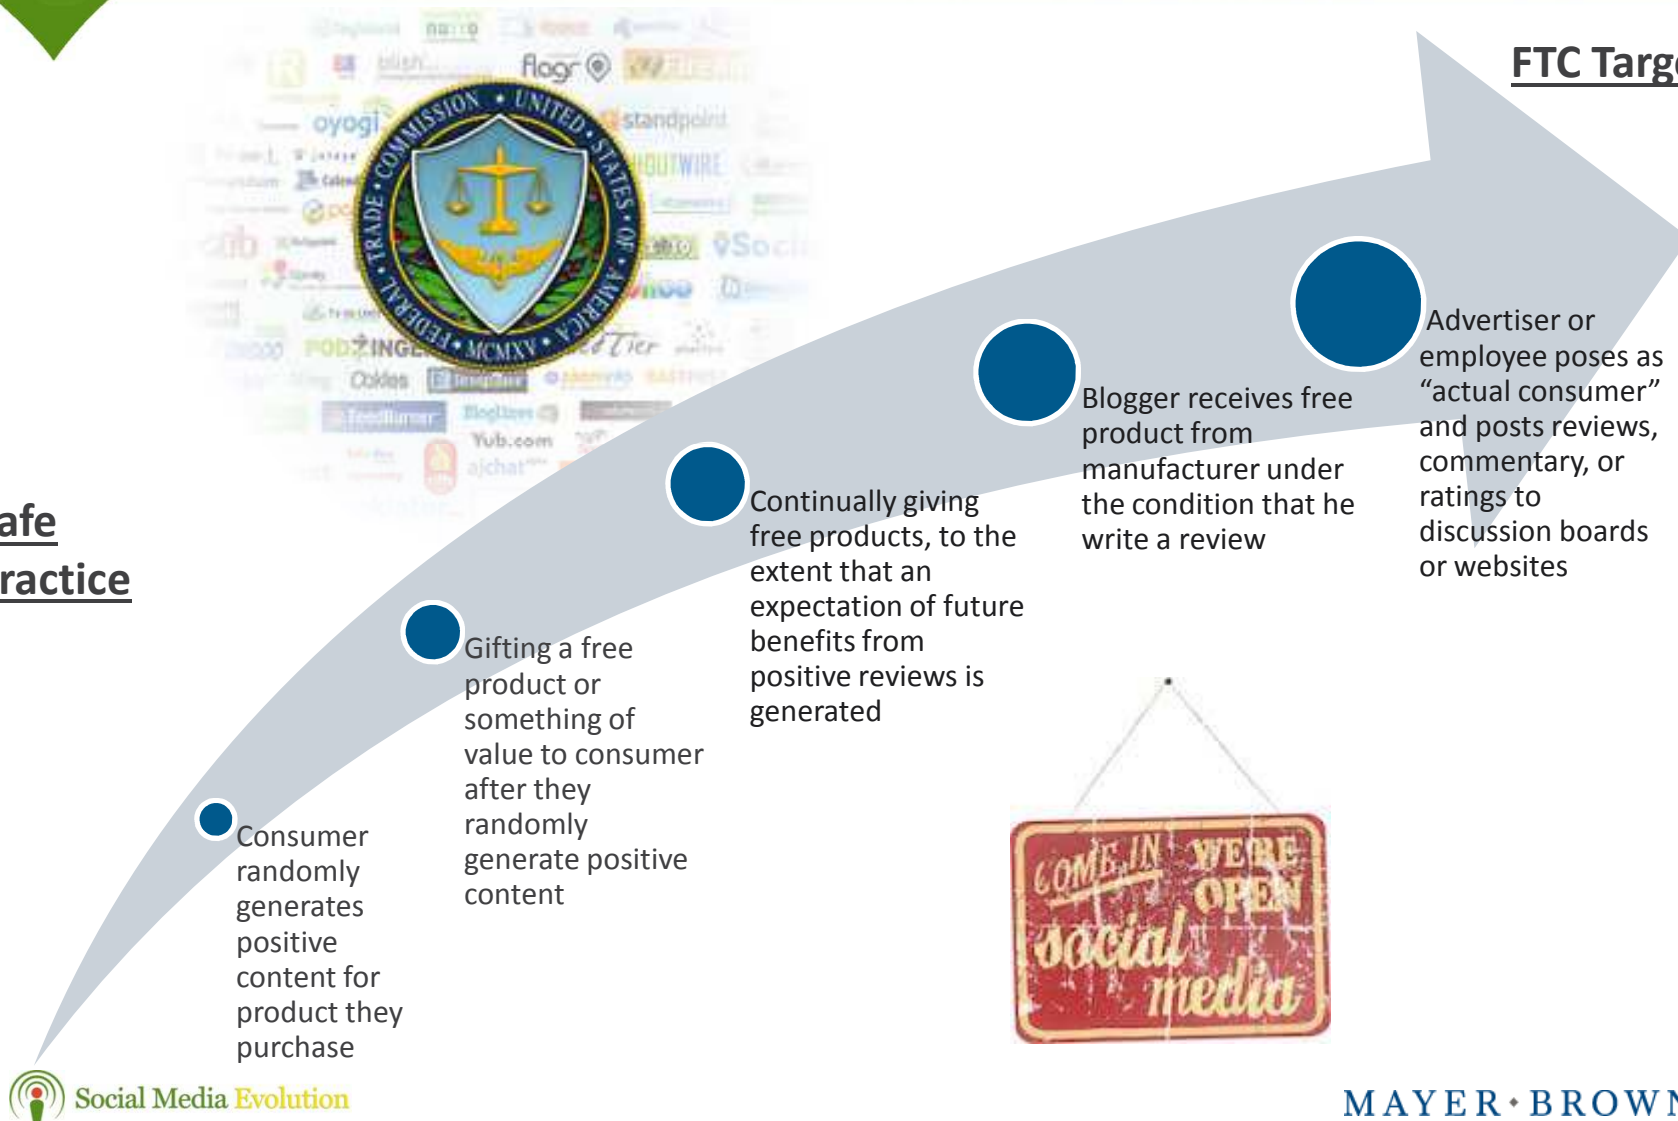 FTC Targe
flagr
oyogi
standpoint
FEDERAL • TRADE • COMMISSION • UNITED • STATES • OF • AMERICA
MCMXV
Yub.com
ajchat
afe
ractice
Advertiser or
employee poses as
“actual consumer”
and posts reviews,
commentary, or
ratings to
discussion boards
or websites
Blogger receives free
product from
manufacturer under
the condition that he
write a review
Continually giving
free products, to the
extent that an
expectation of future
benefits from
positive reviews is
generated
Gifting a free
product or
something of
value to consumer
after they
randomly
generate positive
content
Consumer
randomly
generates
positive
content for
product they
purchase
COME IN WE'RE
OPEN
social
media
Social Media Evolution
MAYER • BROWN